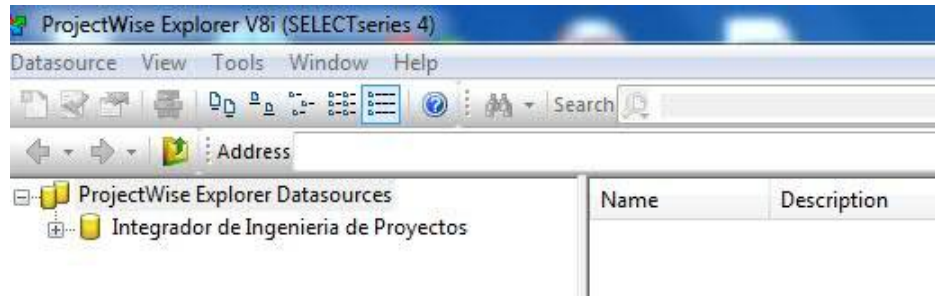 ProjectWise Explorer V8i (SELECTseries 4)
Datasource View Tools Window Help
Search
Address
ProjectWise Explorer Datasources
Name Description
Integrador de Ingenieria de Proyectos